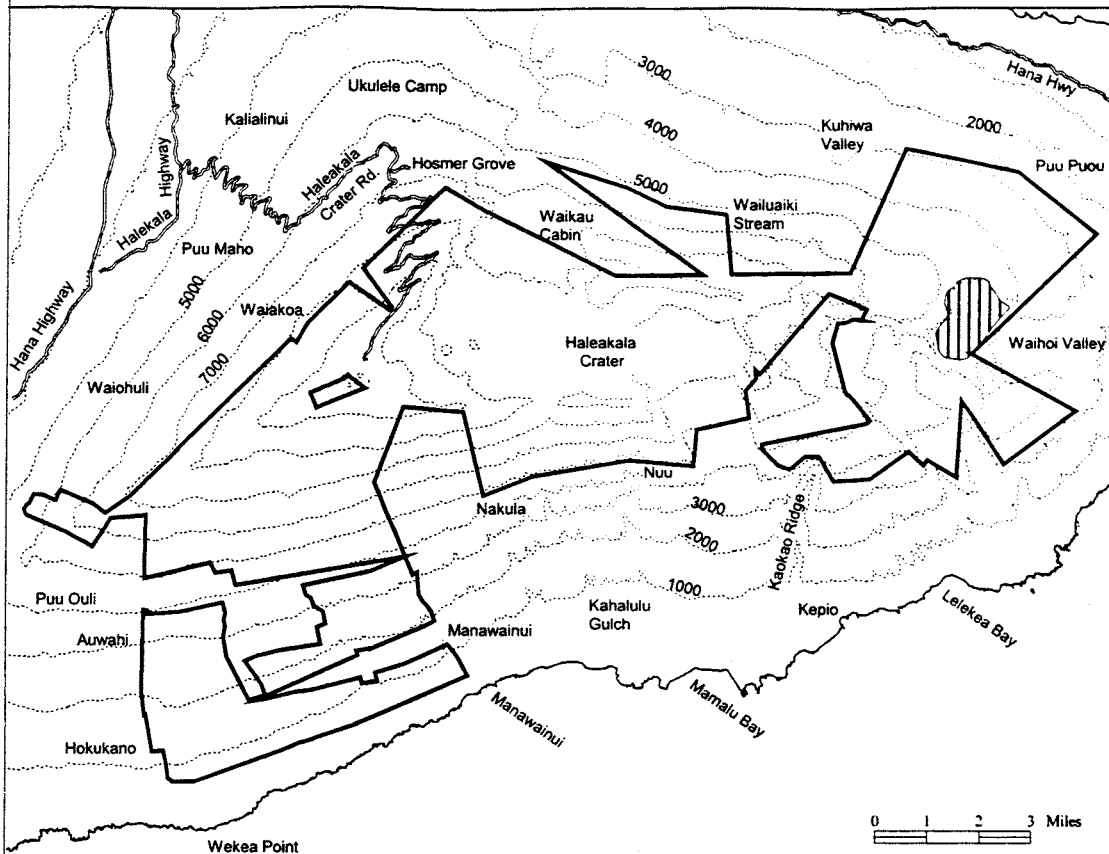 Hana Hwy
3000
Ukulele Camp
Kalialinui
4000
Kuhiwa
Valley
2000
Highway
Haleakala
Crater Rd.
Hosmer Grove
Puu Puou
5000
Halekala
Waikau
Cabin
Wailuaiki
Stream
Puu Maho
5000
Hana Highway
6000
Waiakoa
7000
Haleakala
Crater
Waihoi Valley
Waiohuli
Nuu
Nakula
3000
2000
Kaokao Ridge
1000
Puu Ouli
Auwahi
Manawainui
Kahalulu
Gulch
Kepio
Lelekea Bay
Manawainui
Mamalu Bay
Hokukano
0 1 2 3 Miles
Wekea Point